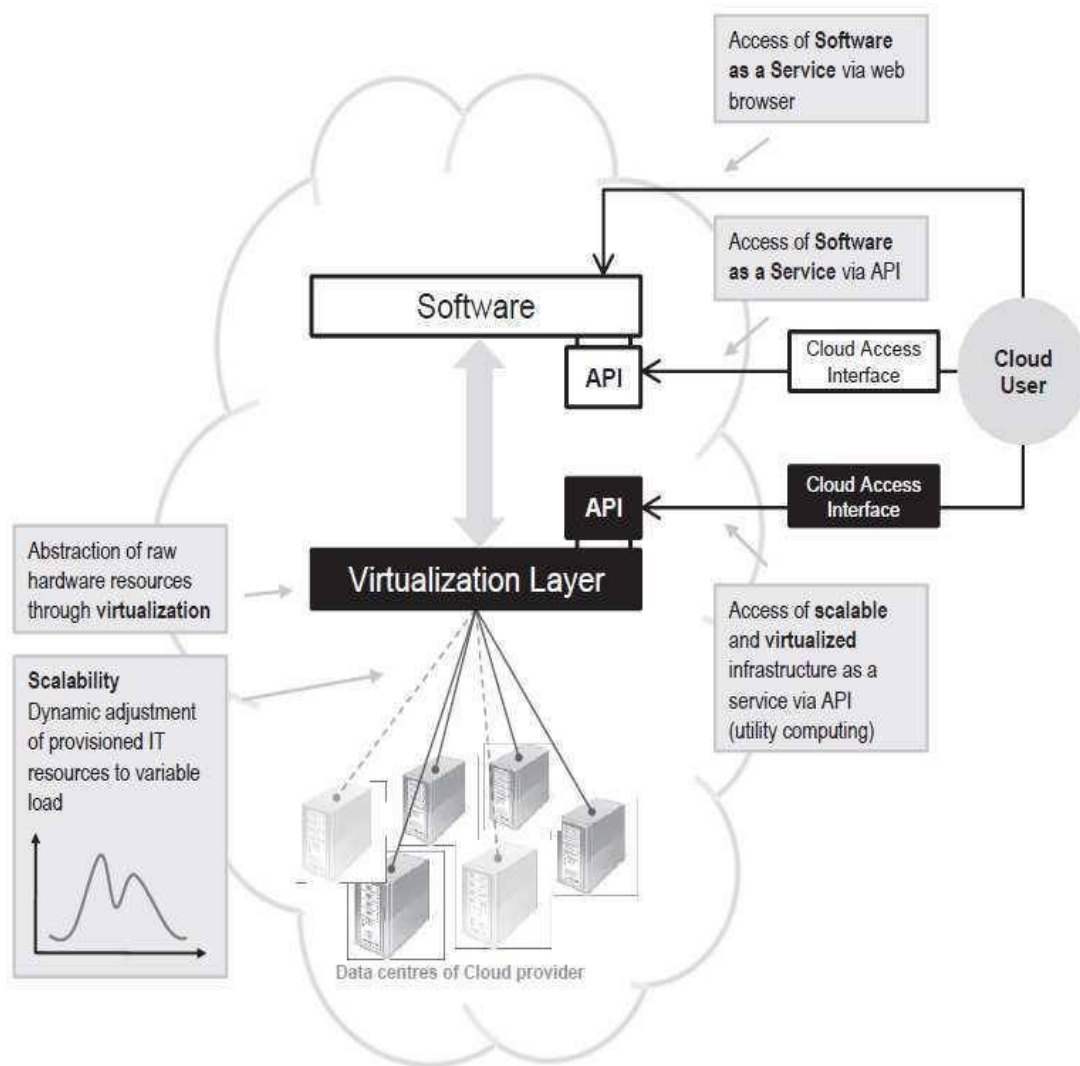 Access of Software
as a Service via web
browser
Access of Software
as a Service via API
Software
API
Cloud Access
Interface
Cloud
User
API
Cloud Access
Interface
Virtualization Layer
Abstraction of raw
hardware resources
through virtualization
Scalability
Dynamic adjustment
of provisioned IT
resources to variable
load
Access of scalable
and virtualized
infrastructure as a
service via API
(utility computing)
Data centres of Cloud provider